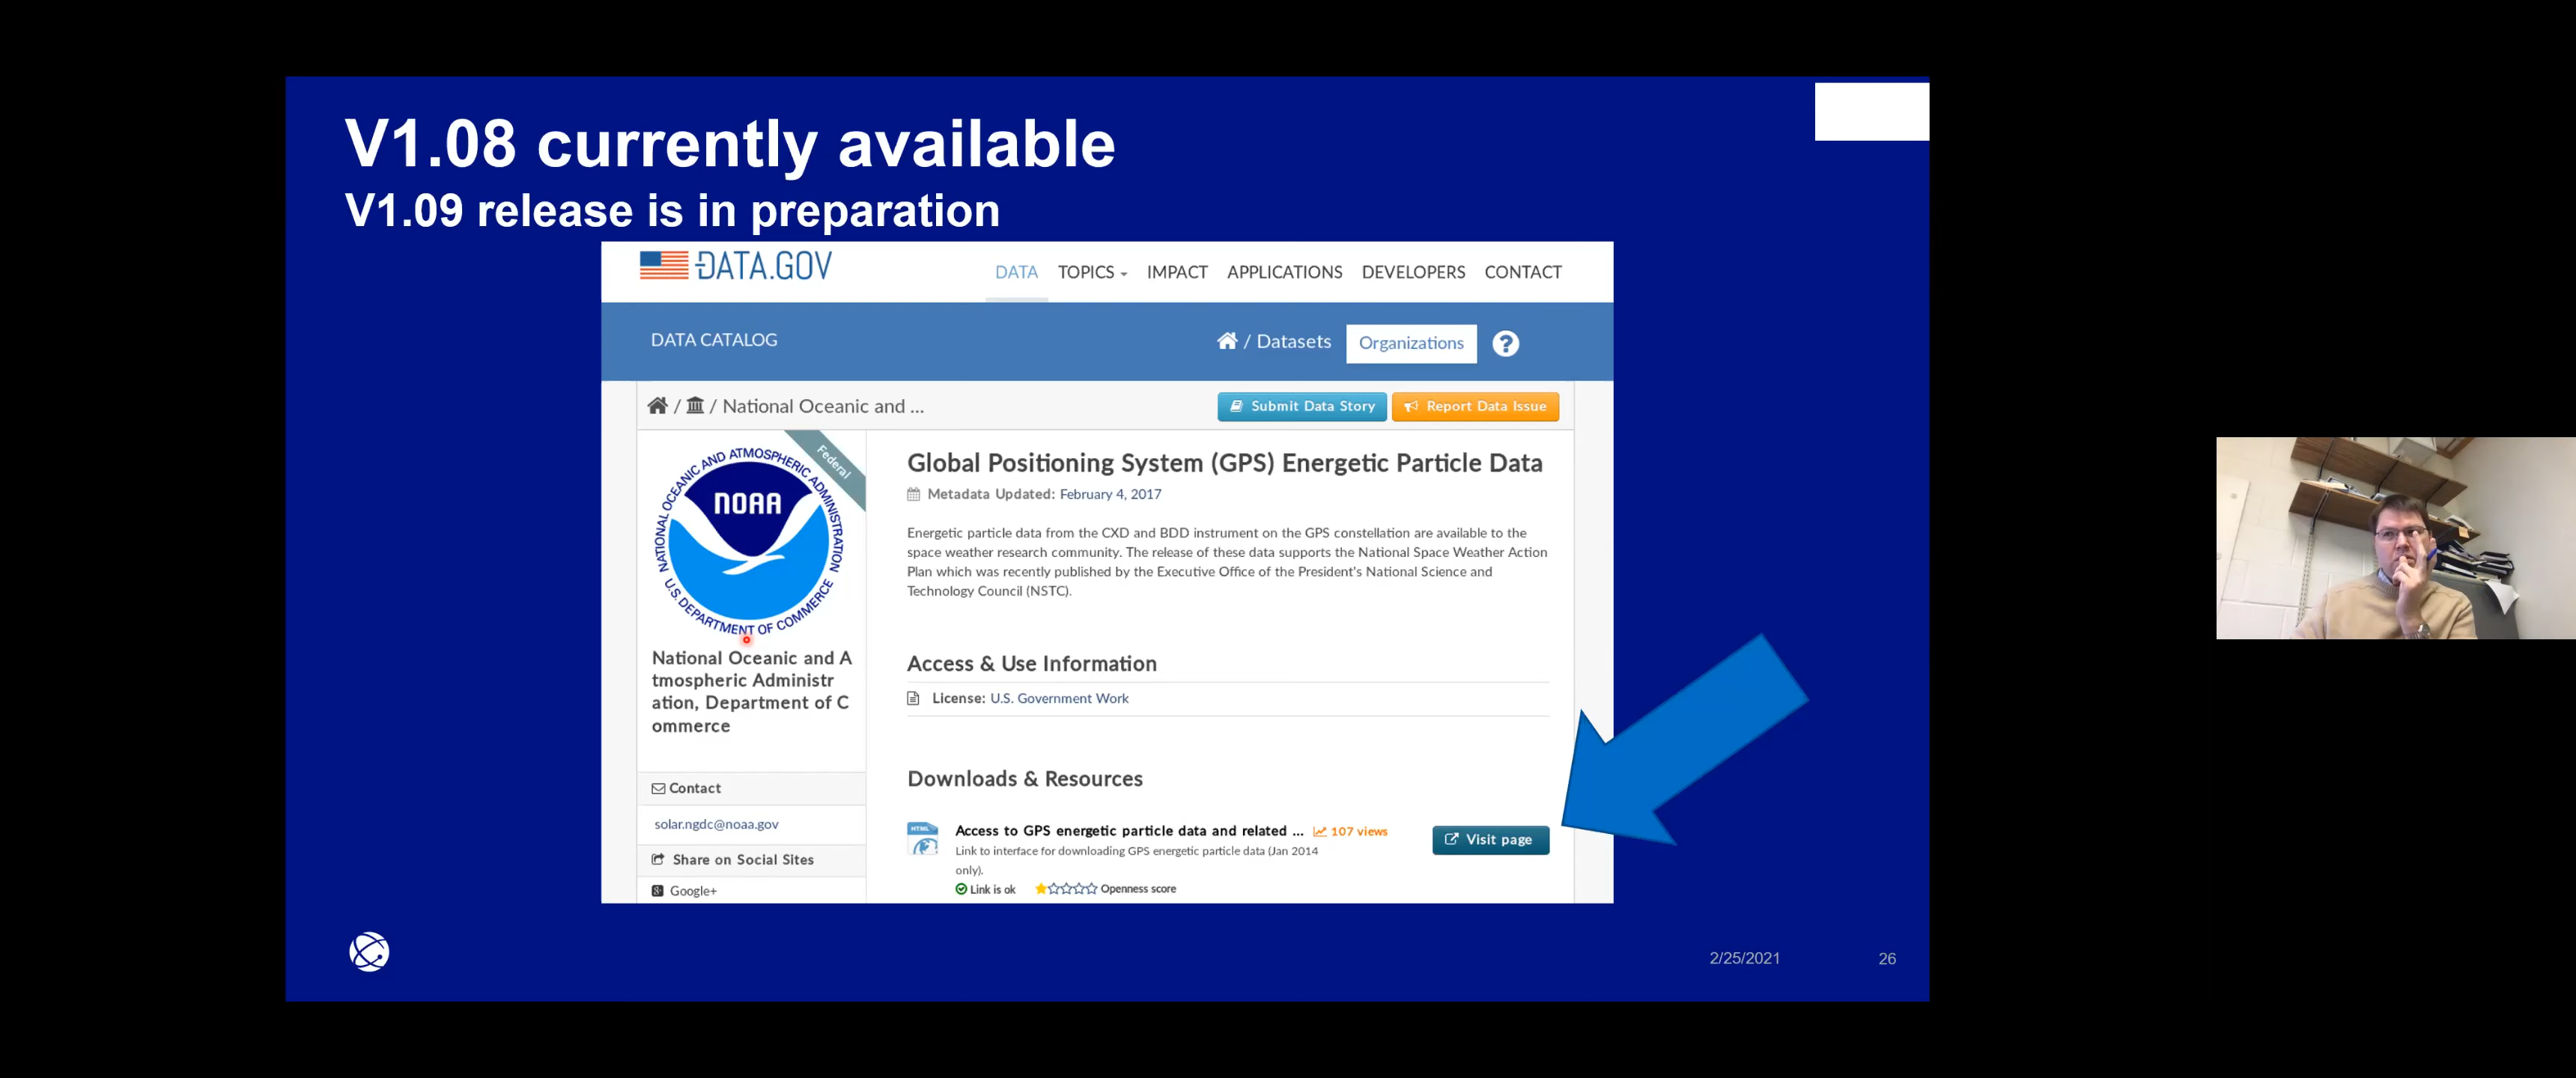 V1.08 currently available
V1.09 release is in preparation
DATA.GOV
DATA TOPICS IMPACT APPLICATIONS DEVELOPERS CONTACT
DATA CATALOG
/ Datasets Organizations ?
/ / National Oceanic and ...
Submit Data Story Report Data Issue
Federal
NATIONAL OCEANIC AND ATMOSPHERIC ADMINISTRATION
NOAA
U.S. DEPARTMENT OF COMMERCE
National Oceanic and A
tmospheric Administr
ation, Department of C
ommerce
Contact
solar.ngdc@noaa.gov
Share on Social Sites
Google+
Global Positioning System (GPS) Energetic Particle Data
Metadata Updated: February 4, 2017
Energetic particle data from the CXD and BDD instrument on the GPS constellation are available to the
space weather research community. The release of these data supports the National Space Weather Action
Plan which was recently published by the Executive Office of the President's National Science and
Technology Council (NSTC).
Access & Use Information
License: U.S. Government Work
Downloads & Resources
HTML
Access to GPS energetic particle data and related ... 107 views
Link to interface for downloading GPS energetic particle data (Jan 2014
only).
Link is ok Openness score
Visit page
2/25/2021
26